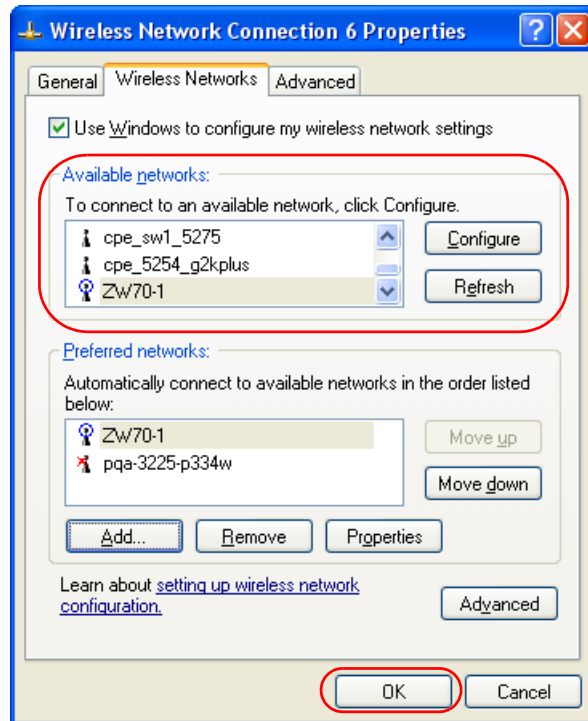 Wireless Network Connection 6 Properties
General Wireless Networks Advanced
Use Windows to configure my wireless network settings
Available networks:
To connect to an available network, click Configure.
cpe_sw1_5275
cpe_5254_g2kplus
ZW70-1
Configure
Refresh
Preferred networks:
Automatically connect to available networks in the order listed
below:
ZW70-1
pqa-3225-p334w
Move up
Move down
Add... Remove Properties
Learn about setting up wireless network
configuration.
Advanced
OK Cancel